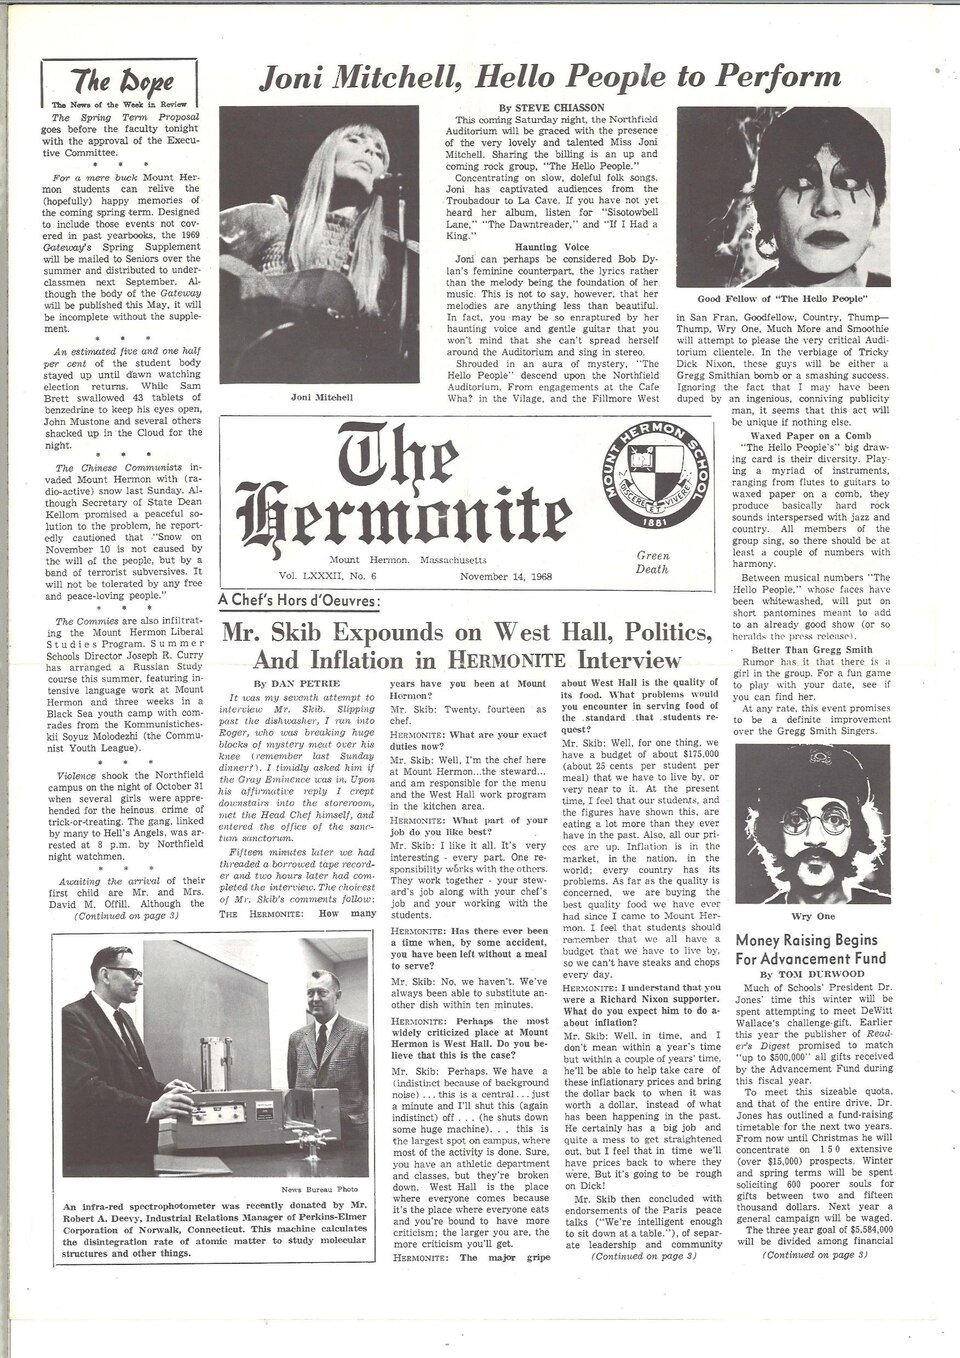 The Dope
The News of the Week in Review
The Spring Term Proposal
goes before the faculty tonight
with the approval of the Execu-
tive Committee.
* * *
For a mere buck Mount Her-
mon students can relive the
(hopefully) happy memories of
the coming spring term. Designed
to include those events not cov-
ered in past yearbooks, the 1969
Gateway's Spring Supplement
will be mailed to Seniors over the
summer and distributed to under-
classmen next September. Al-
though the body of the Gateway
will be published this May, it will
be incomplete without the supple-
ment.
* * *
An estimated five and one half
per cent of the student body
stayed up until dawn watching
election returns. While Sam
Brett swallowed 43 tablets of
benzedrine to keep his eyes open,
John Mustone and several others
shacked up in the Cloud for the
night.
* * *
The Chinese Communists in-
vaded Mount Hermon with (ra-
dio-active) snow last Sunday. Al-
though Secretary of State Dean
Kellom promised a peaceful so-
lution to the problem, he report-
edly cautioned that "Snow on
November 10 is not caused by
the will of the people, but by a
band of terrorist subversives. It
will not be tolerated by any free
and peace-loving people."
* * *
The Commies are also infiltrat-
ing the Mount Hermon Liberal
Studies Program. Summer
Schools Director Joseph R. Curry
has arranged a Russian Study
course this summer, featuring in-
tensive language work at Mount
Hermon and three weeks in a
Black Sea youth camp with com-
rades from the Kommunistiches-
kii Soyuz Molodezhi (the Commu-
nist Youth League).
* * *
Violence shook the Northfield
campus on the night of October 31
when several girls were appre-
hended for the heinous crime of
trick-or-treating. The gang, linked
by many to Hell's Angels, was ar-
rested at 8 p.m. by Northfield
night watchmen.
* * *
Awaiting the arrival of their
first child are Mr. and Mrs.
David M. Offill. Although the
(Continued on page 3)
Joni Mitchell, Hello People to Perform
Joni Mitchell
By STEVE CHIASSON
This coming Saturday night, the Northfield
Auditorium will be graced with the presence
of the very lovely and talented Miss Joni
Mitchell. Sharing the billing is an up and
coming rock group, "The Hello People."
Concentrating on slow, doleful folk songs,
Joni has captivated audiences from the
Troubadour to La Cave. If you have not yet
heard her album, listen for "Sisotowbell
Lane," "The Dawntreader," and "If I Had a
King."
Haunting Voice
Joni can perhaps be considered Bob Dy-
lan's feminine counterpart, the lyrics rather
than the melody being the foundation of her
music. This is not to say, however, that her
melodies are anything less than beautiful.
In fact, you may be so enraptured by her
haunting voice and gentle guitar that you
won't mind that she can't spread herself
around the Auditorium and sing in stereo.
Shrouded in an aura of mystery, "The
Hello People" descend upon the Northfield
Auditorium. From engagements at the Cafe
Wha? in the Vilage, and the Fillmore West
Good Fellow of "The Hello People"
in San Fran, Goodfellow, Country, Thump—
Thump, Wry One, Much More and Smoothie
will attempt to please the very critical Audi-
torium clientele. In the verbiage of Tricky
Dick Nixon, these guys will be either a
Gregg Smithian bomb or a smashing success.
Ignoring the fact that I may have been
duped by an ingenious, conniving publicity
man, it seems that this act will
be unique if nothing else.
Waxed Paper on a Comb
"The Hello People's" big draw-
ing card is their diversity. Play-
ing a myriad of instruments,
ranging from flutes to guitars to
waxed paper on a comb, they
produce basically hard rock
sounds interspersed with jazz and
country. All members of the
group sing, so there should be at
least a couple of numbers with
harmony.
Between musical numbers "The
Hello People," whose faces have
been whitewashed, will put on
short pantomines meant to add
to an already good show (or so
heralds the press release).
Better Than Gregg Smith
Rumor has it that there is a
girl in the group. For a fun game
to play with your date, see if
you can find her.
At any rate, this event promises
to be a definite improvement
over the Gregg Smith Singers.
Wry One
The
Hermonite
MOUNT HERMON SCHOOL
DISCERE ET VIVERE
1881
Mount Hermon, Massachusetts
Vol. LXXXII, No. 6
November 14, 1968
Green
Death
A Chef's Hors d'Oeuvres:
Mr. Skib Expounds on West Hall, Politics,
And Inflation in HERMONITE Interview
By DAN PETRIE
It was my seventh attempt to
interview Mr. Skib. Slipping
past the dishwasher, I ran into
Roger, who was breaking huge
blocks of mystery meat over his
knee (remember last Sunday
dinner?). I timidly asked him if
the Gray Eminence was in. Upon
his affirmative reply I crept
downstairs into the storeroom,
met the Head Chef himself, and
entered the office of the sanc-
tum sanctorum.
Fifteen minutes later we had
threaded a borrowed tape record-
er and two hours later had com-
pleted the interview. The choicest
of Mr. Skib's comments follow:
THE HERMONITE: How many
years have you been at Mount
Hermon?
Mr. Skib: Twenty, fourteen as
chef.
HERMONITE: What are your exact
duties now?
Mr. Skib: Well, I'm the chef here
at Mount Hermon...the steward...
and am responsible for the menu
and the West Hall work program
in the kitchen area.
HERMONITE: What part of your
job do you like best?
Mr. Skib: I like it all. It's very
interesting - every part. One re-
sponsibility works with the others.
They work together - your stew-
ard's job along with your chef's
job and your working with the
students.
HERMONITE: Has there ever been
a time when, by some accident,
you have been left without a meal
to serve?
Mr. Skib: No, we haven't. We've
always been able to substitute an-
other dish within ten minutes.
HERMONITE: Perhaps the most
widely criticized place at Mount
Hermon is West Hall. Do you be-
lieve that this is the case?
Mr. Skib: Perhaps. We have a
(indistinct because of background
noise) ... this is a central ... just
a minute and I'll shut this (again
indistinct) off . . . (he shuts down
some huge machine). . . this is
the largest spot on campus, where
most of the activity is done. Sure,
you have an athletic department
and classes, but they're broken
down. West Hall is the place
where everyone comes because
it's the place where everyone eats
and you're bound to have more
criticism; the larger you are, the
more criticism you'll get.
HERMONITE: The major gripe
about West Hall is the quality of
its food. What problems would
you encounter in serving food of
the standard that students re-
quest?
Mr. Skib: Well, for one thing, we
have a budget of about $175,000
(about 25 cents per student per
meal) that we have to live by, or
very near to it. At the present
time, I feel that our students, and
the figures have shown this, are
eating a lot more than they ever
have in the past. Also, all our pri-
ces are up. Inflation is in the
market, in the nation, in the
world; every country has its
problems. As far as the quality is
concerned, we are buying the
best quality food we have ever
had since I came to Mount Her-
mon. I feel that students should
remember that we all have a
budget that we have to live by,
so we can't have steaks and chops
every day.
HERMONITE: I understand that you
were a Richard Nixon supporter.
What do you expect him to do a-
about inflation?
Mr. Skib: Well, in time, and I
don't mean within a year's time
but within a couple of years' time,
he'll be able to help take care of
these inflationary prices and bring
the dollar back to when it was
worth a dollar, instead of what
has been happening in the past.
He certainly has a big job and
quite a mess to get straightened
out, but I feel that in time we'll
have prices back to where they
were. But it's going to be rough
on Dick!
Mr. Skib then concluded with
endorsements of the Paris peace
talks ("We're intelligent enough
to sit down at a table."), of separ-
ate leadership and community
(Continued on page 3)
News Bureau Photo
An infra-red spectrophotometer was recently donated by Mr.
Robert A. Deevy, Industrial Relations Manager of Perkins-Elmer
Corporation of Norwalk, Connecticut. This machine calculates
the disintegration rate of atomic matter to study molecular
structures and other things.
Money Raising Begins
For Advancement Fund
By TOM DURWOOD
Much of Schools' President Dr.
Jones' time this winter will be
spent attempting to meet DeWitt
Wallace's challenge-gift. Earlier
this year the publisher of Read-
er's Digest promised to match
"up to $500,000" all gifts received
by the Advancement Fund during
this fiscal year.
To meet this sizeable quota,
and that of the entire drive, Dr.
Jones has outlined a fund-raising
timetable for the next two years.
From now until Christmas he will
concentrate on 150 extensive
(over $15,000) prospects. Winter
and spring terms will be spent
soliciting 600 poorer souls for
gifts between two and fifteen
thousand dollars. Next year a
general campaign will be waged.
The three year goal of $5,584,000
will be divided among financial
(Continued on page 3)